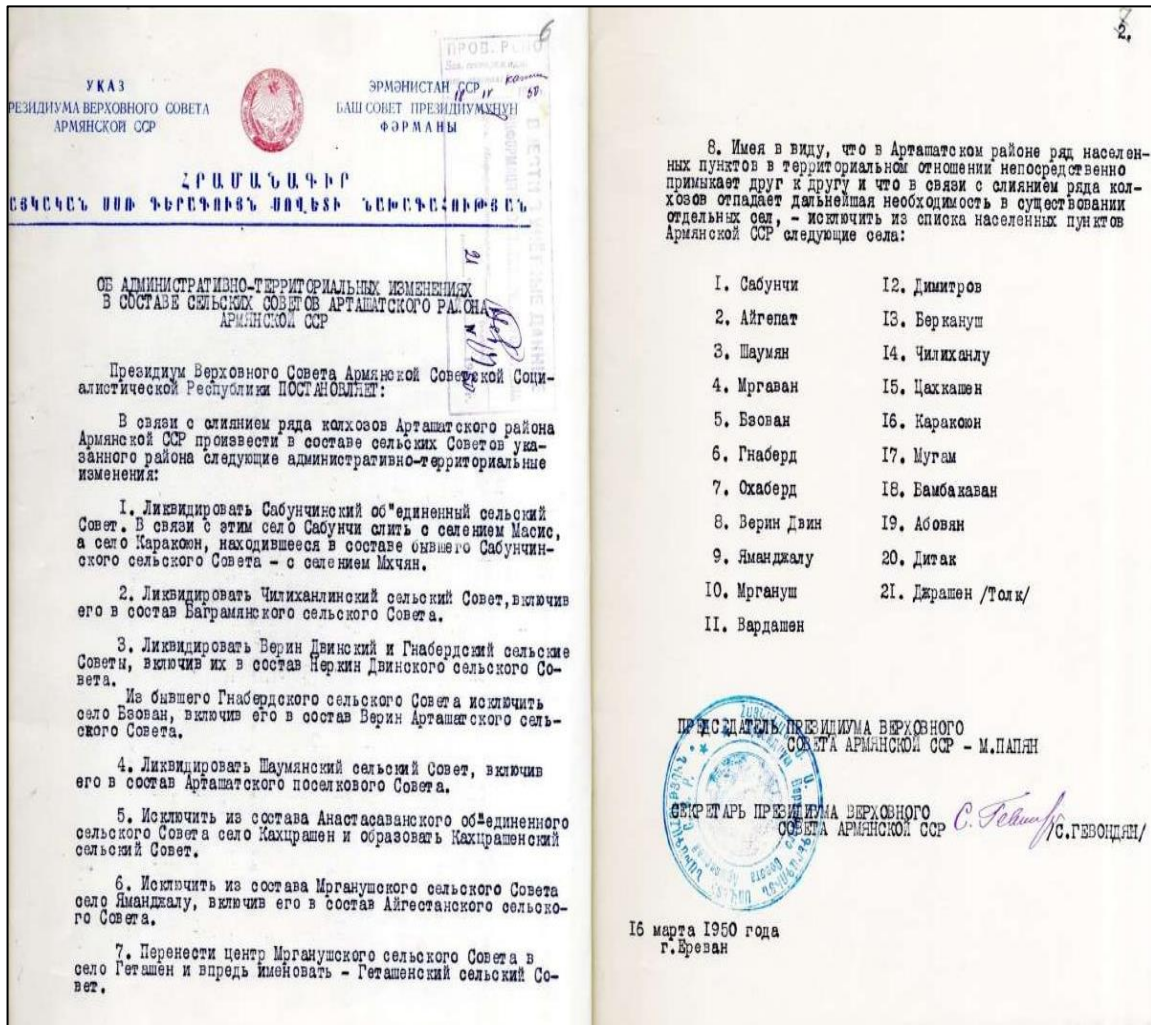 6
УКАЗ
РЕЗИДИУМА ВЕРХОВНОГО СОВЕТА
АРМЯНСКОЙ ССР
ЭРМӘНИСТАН ССР
БАШ СОВЕТ ПРЕЗИДИУМУНУН
ФӘРМАНЫ
ՀՐԱՄԱՆԱԳԻՐ
ՅԿԱԿԱՆ ՍՍՌ ԳԵՐԱԳՈՒՅՆ ՍՈՎԵՏԻ ՆԱԽԱԳԱՀՈՒԹՅԱՆ
21
ОБ АДМИНИСТРАТИВНО-ТЕРРИТОРИАЛЬНЫХ ИЗМЕНЕНИЯХ
В СОСТАВЕ СЕЛЬСКИХ СОВЕТОВ АРТАШАТСКОГО РАЙОНА
АРМЯНСКОЙ ССР
Президиум Верховного Совета Армянской Советской Соци-
алистической Республики ПОСТАНОВЛЯЕТ:
В связи с слиянием ряда колхозов Арташатского района
Армянской ССР произвести в составе сельских Советов ука-
занного района следующие административно-территориальные
изменения:
1. Ликвидировать Сабунчинский об"единенный сельский
Совет. В связи с этим село Сабунчи слить с селением Масис,
а село Каракоюн, находившееся в составе бывшего Сабунчин-
ского сельского Совета - с селением Мхчян.
2. Ликвидировать Чилиханлинский сельский Совет,включив
его в состав Баграмянского сельского Совета.
3. Ликвидировать Верин Двинский и Гнабердский сельские
Советы, включив их в состав Неркин Двинского сельского Со-
вета.
Из бывшего Гнабердского сельского Совета исключить
село Бзован, включив его в состав Верин Арташатского сель-
ского Совета.
4. Ликвидировать Шаумянский сельский Совет, включив
его в состав Арташатского поселкового Совета.
5. Исключить из состава Анастасаванского об"единенного
сельского Совета село Кахцрашен и образовать Кахцрашенский
сельский Совет.
6. Исключить из состава Мрганушского сельского Совета
село Яманджалу, включив его в состав Айгестанского сельско-
го Совета.
7. Перенести центр Мрганушского сельского Совета в
село Геташен и впредь именовать - Геташенский сельский Со-
вет.
2.
8. Имея в виду, что в Арташатском районе ряд населен-
ных пунктов в территориальном отношении непосредственно
примыкает друг к другу и что в связи с слиянием ряда кол-
хозов отпадает дальнейшая необходимость в существовании
отдельных сел, - исключить из списка населенных пунктов
Армянской ССР следующие села:
1. Сабунчи
2. Айгепат
3. Шаумян
4. Мргаван
5. Бзован
6. Гнаберд
7. Охаберд
8. Верин Двин
9. Яманджалу
10. Мргануш
11. Вардашен
12. Димитров
13. Беркануш
14. Чилиханлу
15. Цахкашен
16. Каракоюн
17. Мугам
18. Бамбакаван
19. Абовян
20. Дитак
21. Джрашен /Толк/
ПРЕДСЕДАТЕЛЬ ПРЕЗИДИУМА ВЕРХОВНОГО
СОВЕТА АРМЯНСКОЙ ССР - М.ПАПЯН
СЕКРЕТАРЬ ПРЕЗИДИУМА ВЕРХОВНОГО
СОВЕТА АРМЯНСКОЙ ССР /С.ГЕВОНДЯН/
16 марта 1950 года
г.Ереван